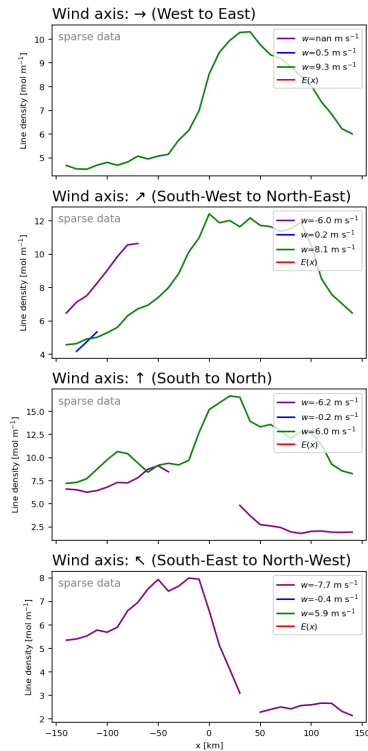 Wind axis: → (West to East)
sparse data
w=nan m s⁻¹
w=0.5 m s⁻¹
w=9.3 m s⁻¹
E(x)
Line density [mol m⁻¹]
10
9
8
7
6
5
Wind axis: ↗ (South-West to North-East)
sparse data
w=-6.0 m s⁻¹
w=0.2 m s⁻¹
w=8.1 m s⁻¹
E(x)
Line density [mol m⁻¹]
12
10
8
6
4
Wind axis: ↑ (South to North)
sparse data
w=-6.2 m s⁻¹
w=-0.2 m s⁻¹
w=6.0 m s⁻¹
E(x)
Line density [mol m⁻¹]
15.0
12.5
10.0
7.5
5.0
2.5
Wind axis: ↖ (South-East to North-West)
sparse data
w=-7.7 m s⁻¹
w=-0.4 m s⁻¹
w=5.9 m s⁻¹
E(x)
Line density [mol m⁻¹]
8
7
6
5
4
3
2
−150 −100 −50 0 50 100 150
x [km]